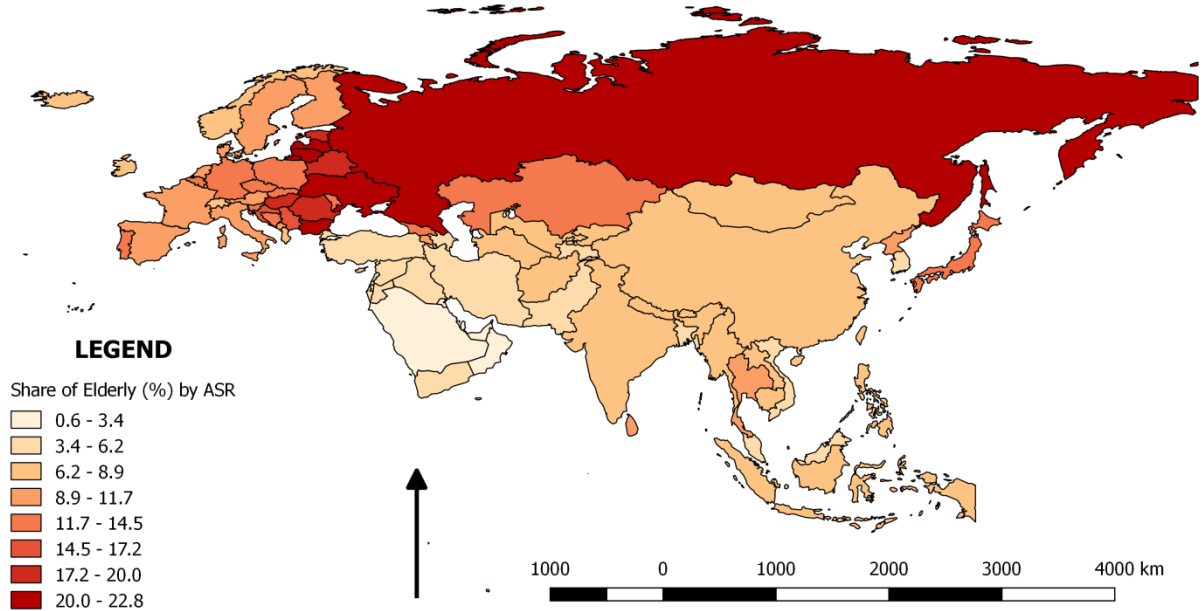 LEGEND
Share of Elderly (%) by ASR
0.6 - 3.4
3.4 - 6.2
6.2 - 8.9
8.9 - 11.7
11.7 - 14.5
14.5 - 17.2
17.2 - 20.0
20.0 - 22.8
1000 0 1000 2000 3000 4000 km